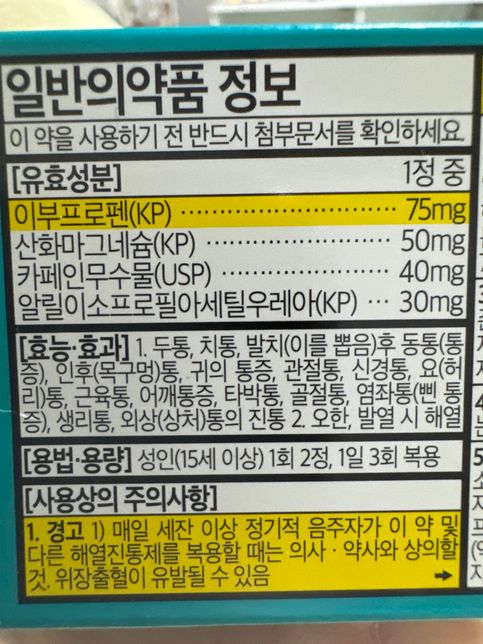 일반의약품 정보
이 약을 사용하기 전 반드시 첨부문서를 확인하세요.
[유효성분] 1정 중
이부프로펜(KP) ··························· 75mg
산화마그네슘(KP) ······················· 50mg
카페인무수물(USP) ····················· 40mg
알릴이소프로필아세틸우레아(KP) ··· 30mg
[효능·효과] 1. 두통, 치통, 발치(이를 뽑음)후 동통(통
증), 인후(목구멍)통, 귀의 통증, 관절통, 신경통, 요(허
리)통, 근육통, 어깨통증, 타박통, 골절통, 염좌통(삔 통
증), 생리통, 외상(상처)통의 진통 2. 오한, 발열 시 해열
[용법·용량] 성인(15세 이상) 1회 2정, 1일 3회 복용
[사용상의 주의사항]
1. 경고 1) 매일 세잔 이상 정기적 음주자가 이 약 및
다른 해열진통제를 복용할 때는 의사·약사와 상의할
것. 위장출혈이 유발될 수 있음 →